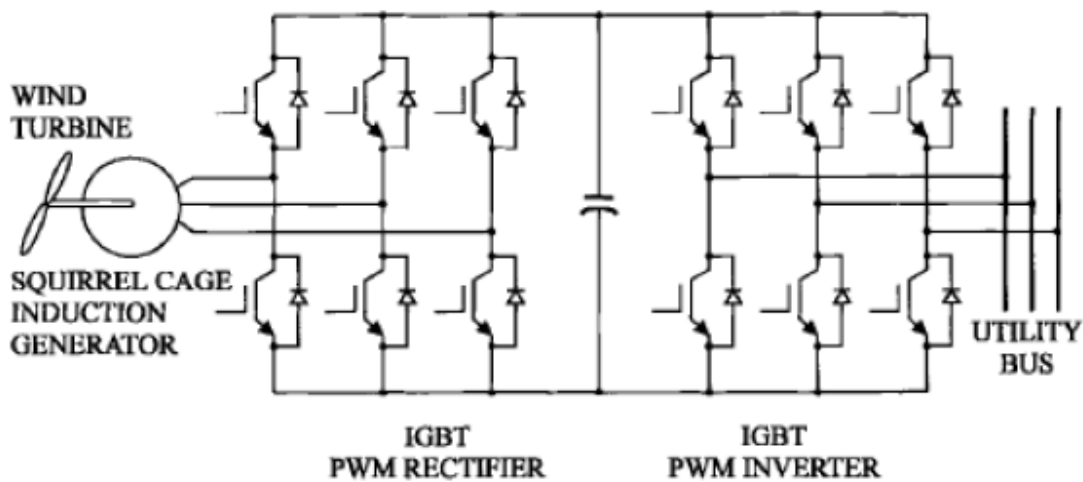 WIND
TURBINE
SQUIRREL CAGE
INDUCTION
GENERATOR
UTILITY
BUS
IGBT
PWM RECTIFIER
IGBT
PWM INVERTER